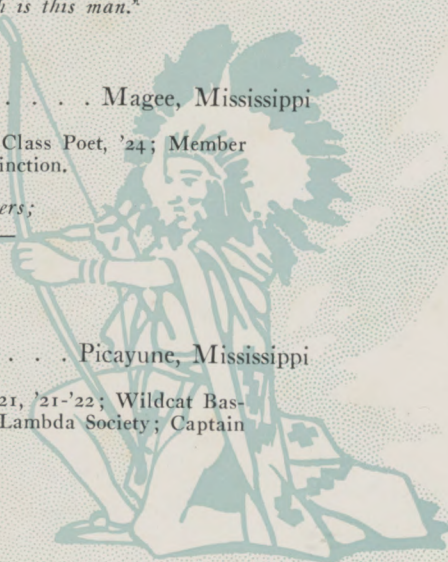 is this man."
. . . . Magee, Mississippi
Class Poet, '24; Member
inction.
ers;
. . . Picayune, Mississippi
21, '21-'22; Wildcat Bas-
Lambda Society; Captain